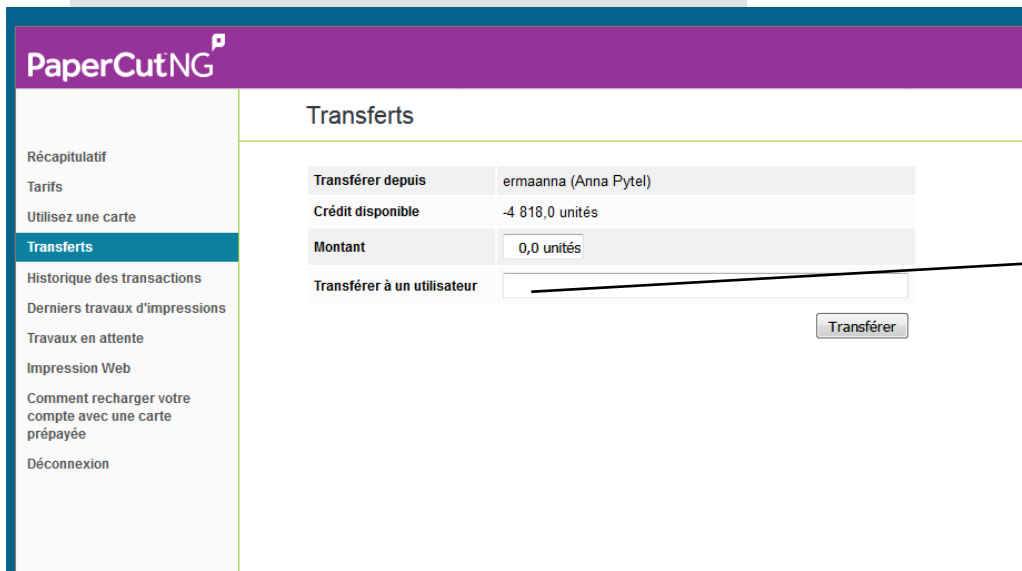 PaperCut NG
Transferts
Récapitulatif
Tarifs
Utilisez une carte
Transferts
Historique des transactions
Derniers travaux d'impressions
Travaux en attente
Impression Web
Comment recharger votre
compte avec une carte
prépayée
Déconnexion
Transférer depuis ermaanna (Anna Pytel)
Crédit disponible -4 818,0 unités
Montant 0,0 unités
Transférer à un utilisateur
Transférer